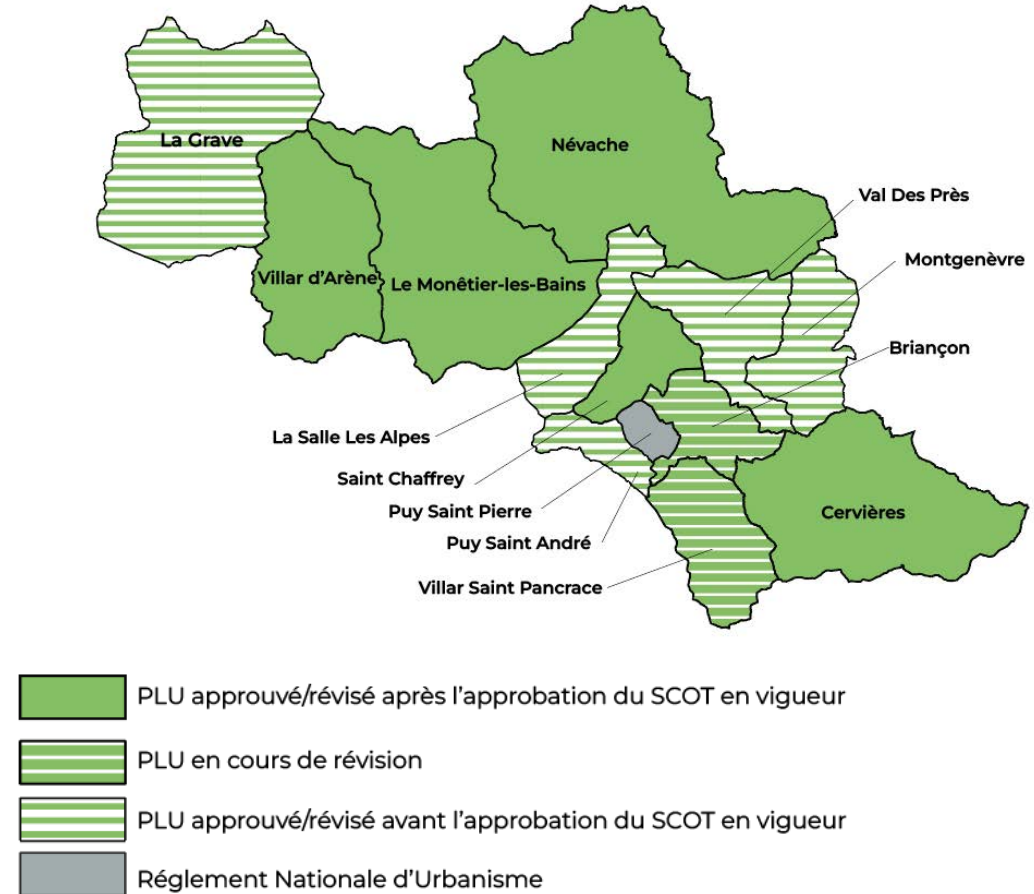 La Grave
Névache
Val Des Près
Montgenèvre
Villar d'Arène
Le Monêtier-les-Bains
Briançon
La Salle Les Alpes
Saint Chaffrey
Puy Saint Pierre
Cervières
Puy Saint André
Villar Saint Pancrace
PLU approuvé/révisé après l'approbation du SCOT en vigueur
PLU en cours de révision
PLU approuvé/révisé avant l'approbation du SCOT en vigueur
Réglement Nationale d'Urbanisme